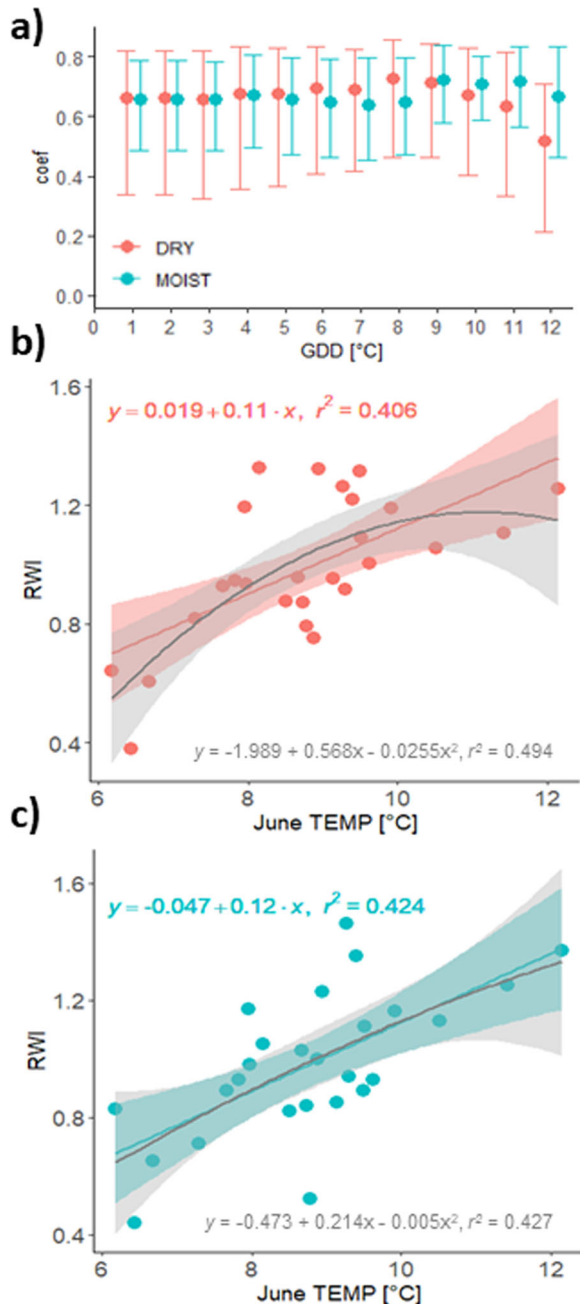 a)
0.8
0.6
coef
0.4
0.2
DRY
MOIST
0.0
0 1 2 3 4 5 6 7 8 9 10 11 12
GDD [°C]
b)
1.6
y = 0.019 + 0.11 · x, r² = 0.406
1.2
RWI
0.8
0.4
y = -1.989 + 0.568x - 0.0255x², r² = 0.494
6 8 10 12
June TEMP [°C]
c)
1.6
y = -0.047 + 0.12 · x, r² = 0.424
1.2
RWI
0.8
0.4
y = -0.473 + 0.214x - 0.005x², r² = 0.427
6 8 10 12
June TEMP [°C]